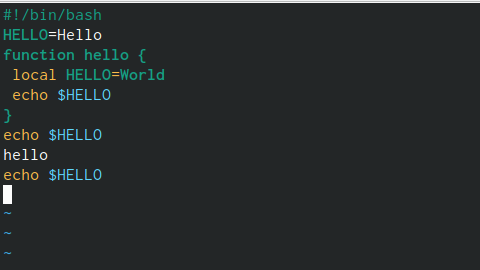 #!/bin/bash
HELLO=Hello
function hello {
 local HELLO=World
 echo $HELLO
}
echo $HELLO
hello
echo $HELLO
~
~
~